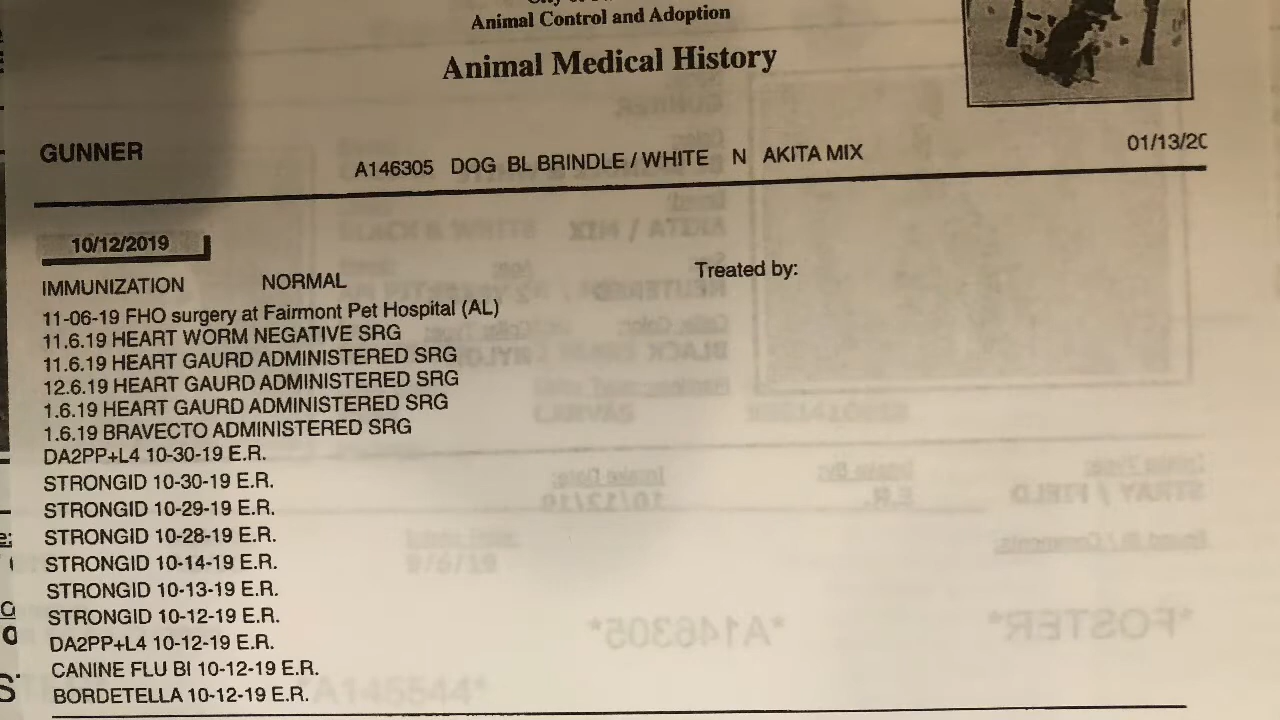 Animal Control and Adoption
Animal Medical History
GUNNER
A146305 DOG BL BRINDLE / WHITE N AKITA MIX
01/13/20
10/12/2019
IMMUNIZATION NORMAL
Treated by:
11-06-19 FHO surgery at Fairmont Pet Hospital (AL)
11.6.19 HEART WORM NEGATIVE SRG
11.6.19 HEART GAURD ADMINISTERED SRG
12.6.19 HEART GAURD ADMINISTERED SRG
1.6.19 HEART GAURD ADMINISTERED SRG
1.6.19 BRAVECTO ADMINISTERED SRG
DA2PP+L4 10-30-19 E.R.
STRONGID 10-30-19 E.R.
STRONGID 10-29-19 E.R.
STRONGID 10-28-19 E.R.
STRONGID 10-14-19 E.R.
STRONGID 10-13-19 E.R.
STRONGID 10-12-19 E.R.
DA2PP+L4 10-12-19 E.R.
CANINE FLU BI 10-12-19 E.R.
BORDETELLA 10-12-19 E.R.